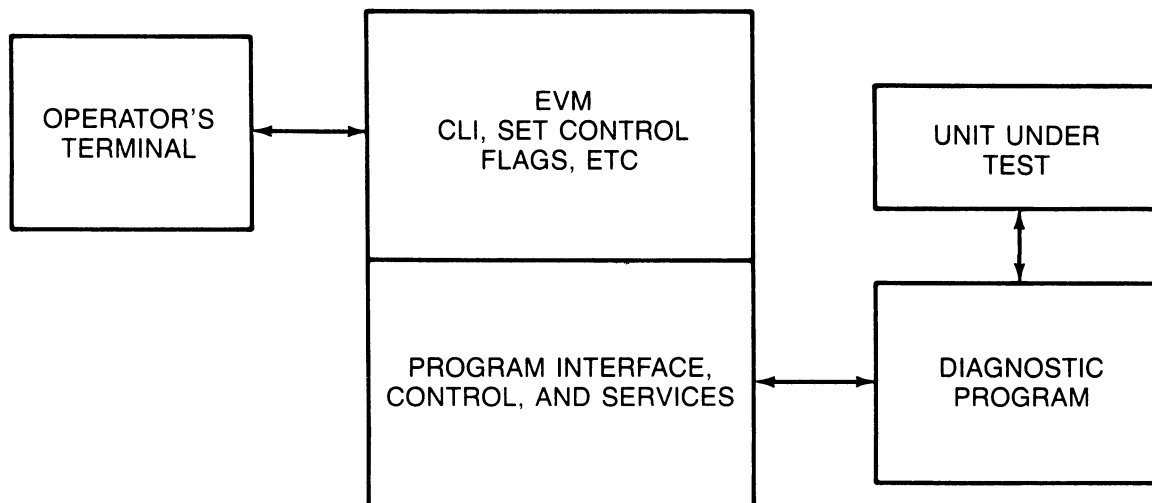 OPERATOR'S
TERMINAL
EVM
CLI, SET CONTROL
FLAGS, ETC
UNIT UNDER
TEST
PROGRAM INTERFACE,
CONTROL, AND SERVICES
DIAGNOSTIC
PROGRAM